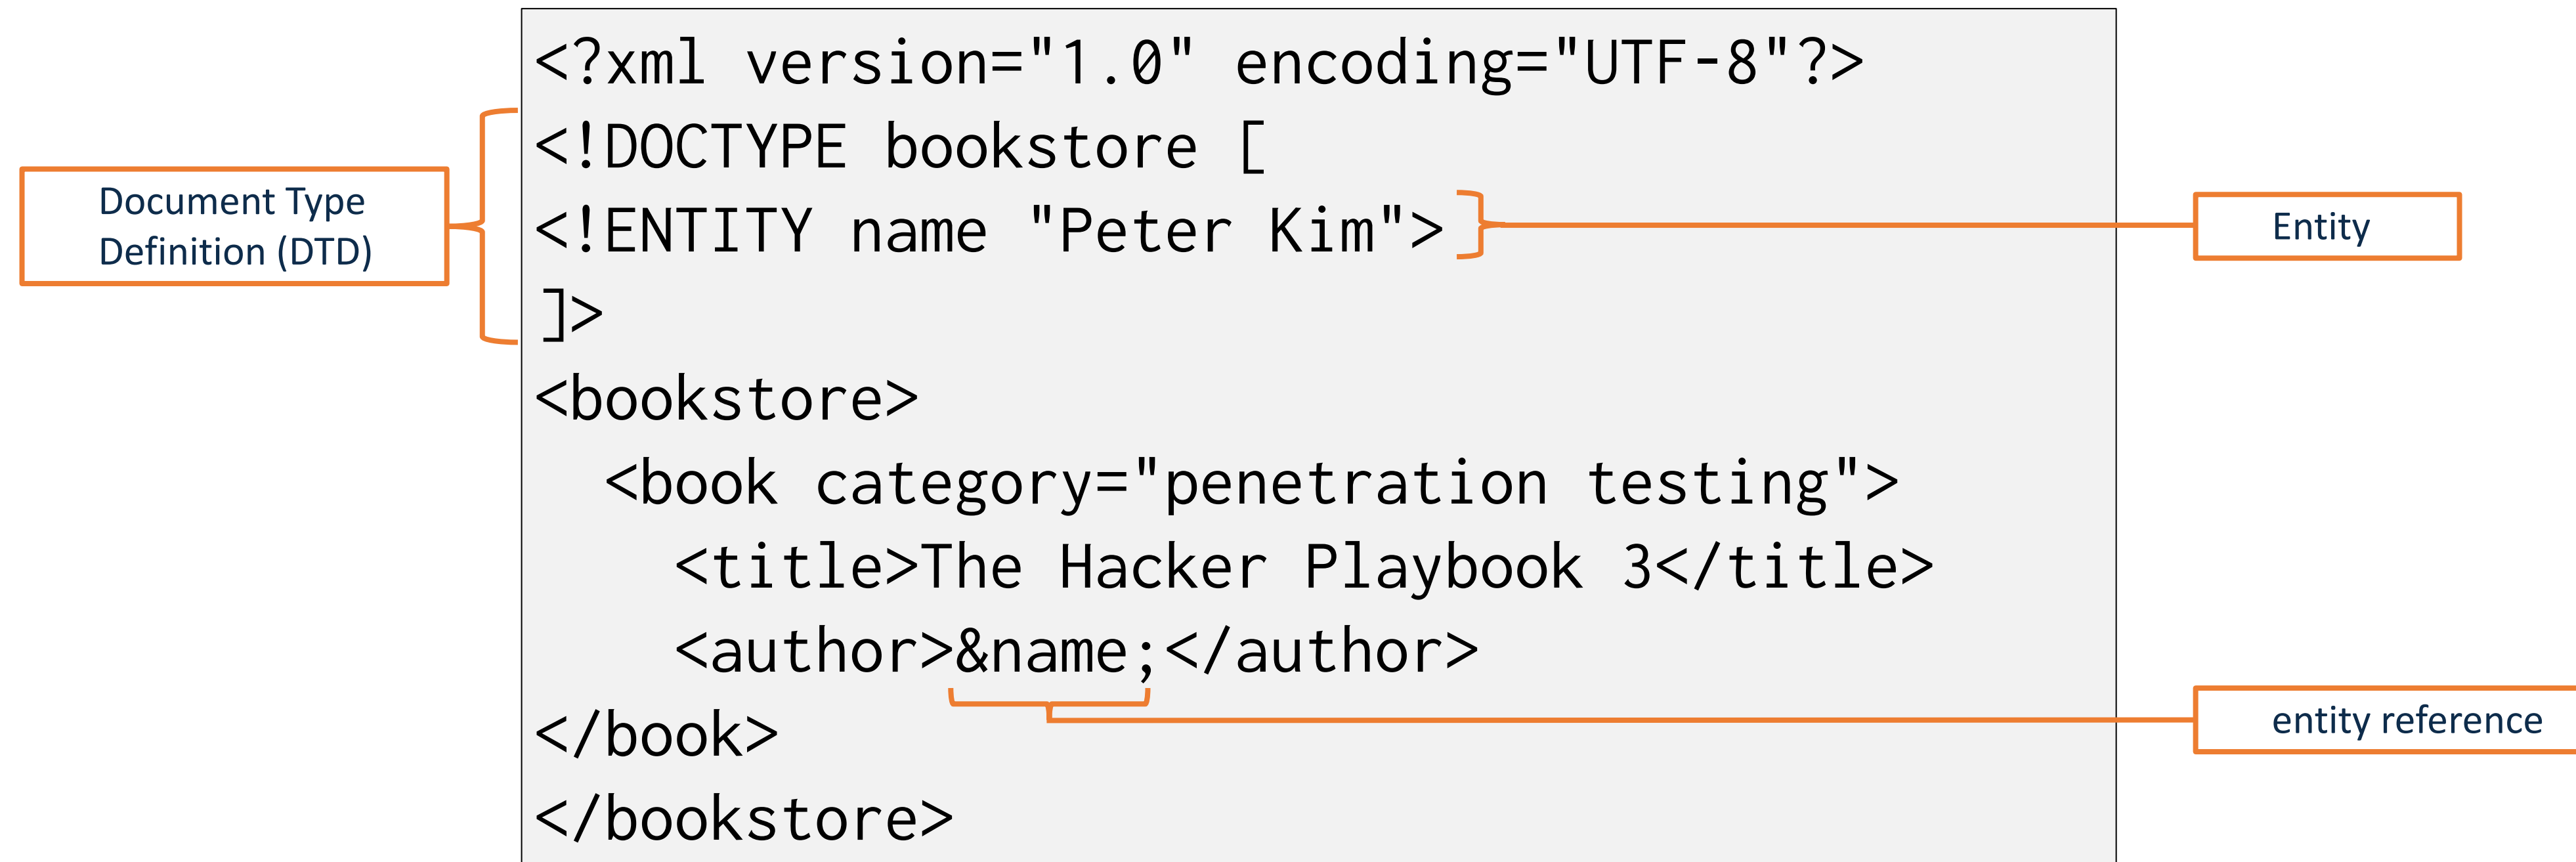 <?xml version="1.0" encoding="UTF-8"?>
<!DOCTYPE bookstore [
Document Type
Definition (DTD)
<!ENTITY name "Peter Kim">
Entity
]>
<bookstore>
<book category="penetration testing">
<title>The Hacker Playbook 3</title>
<author>&name;</author>
entity reference
</book>
</bookstore>